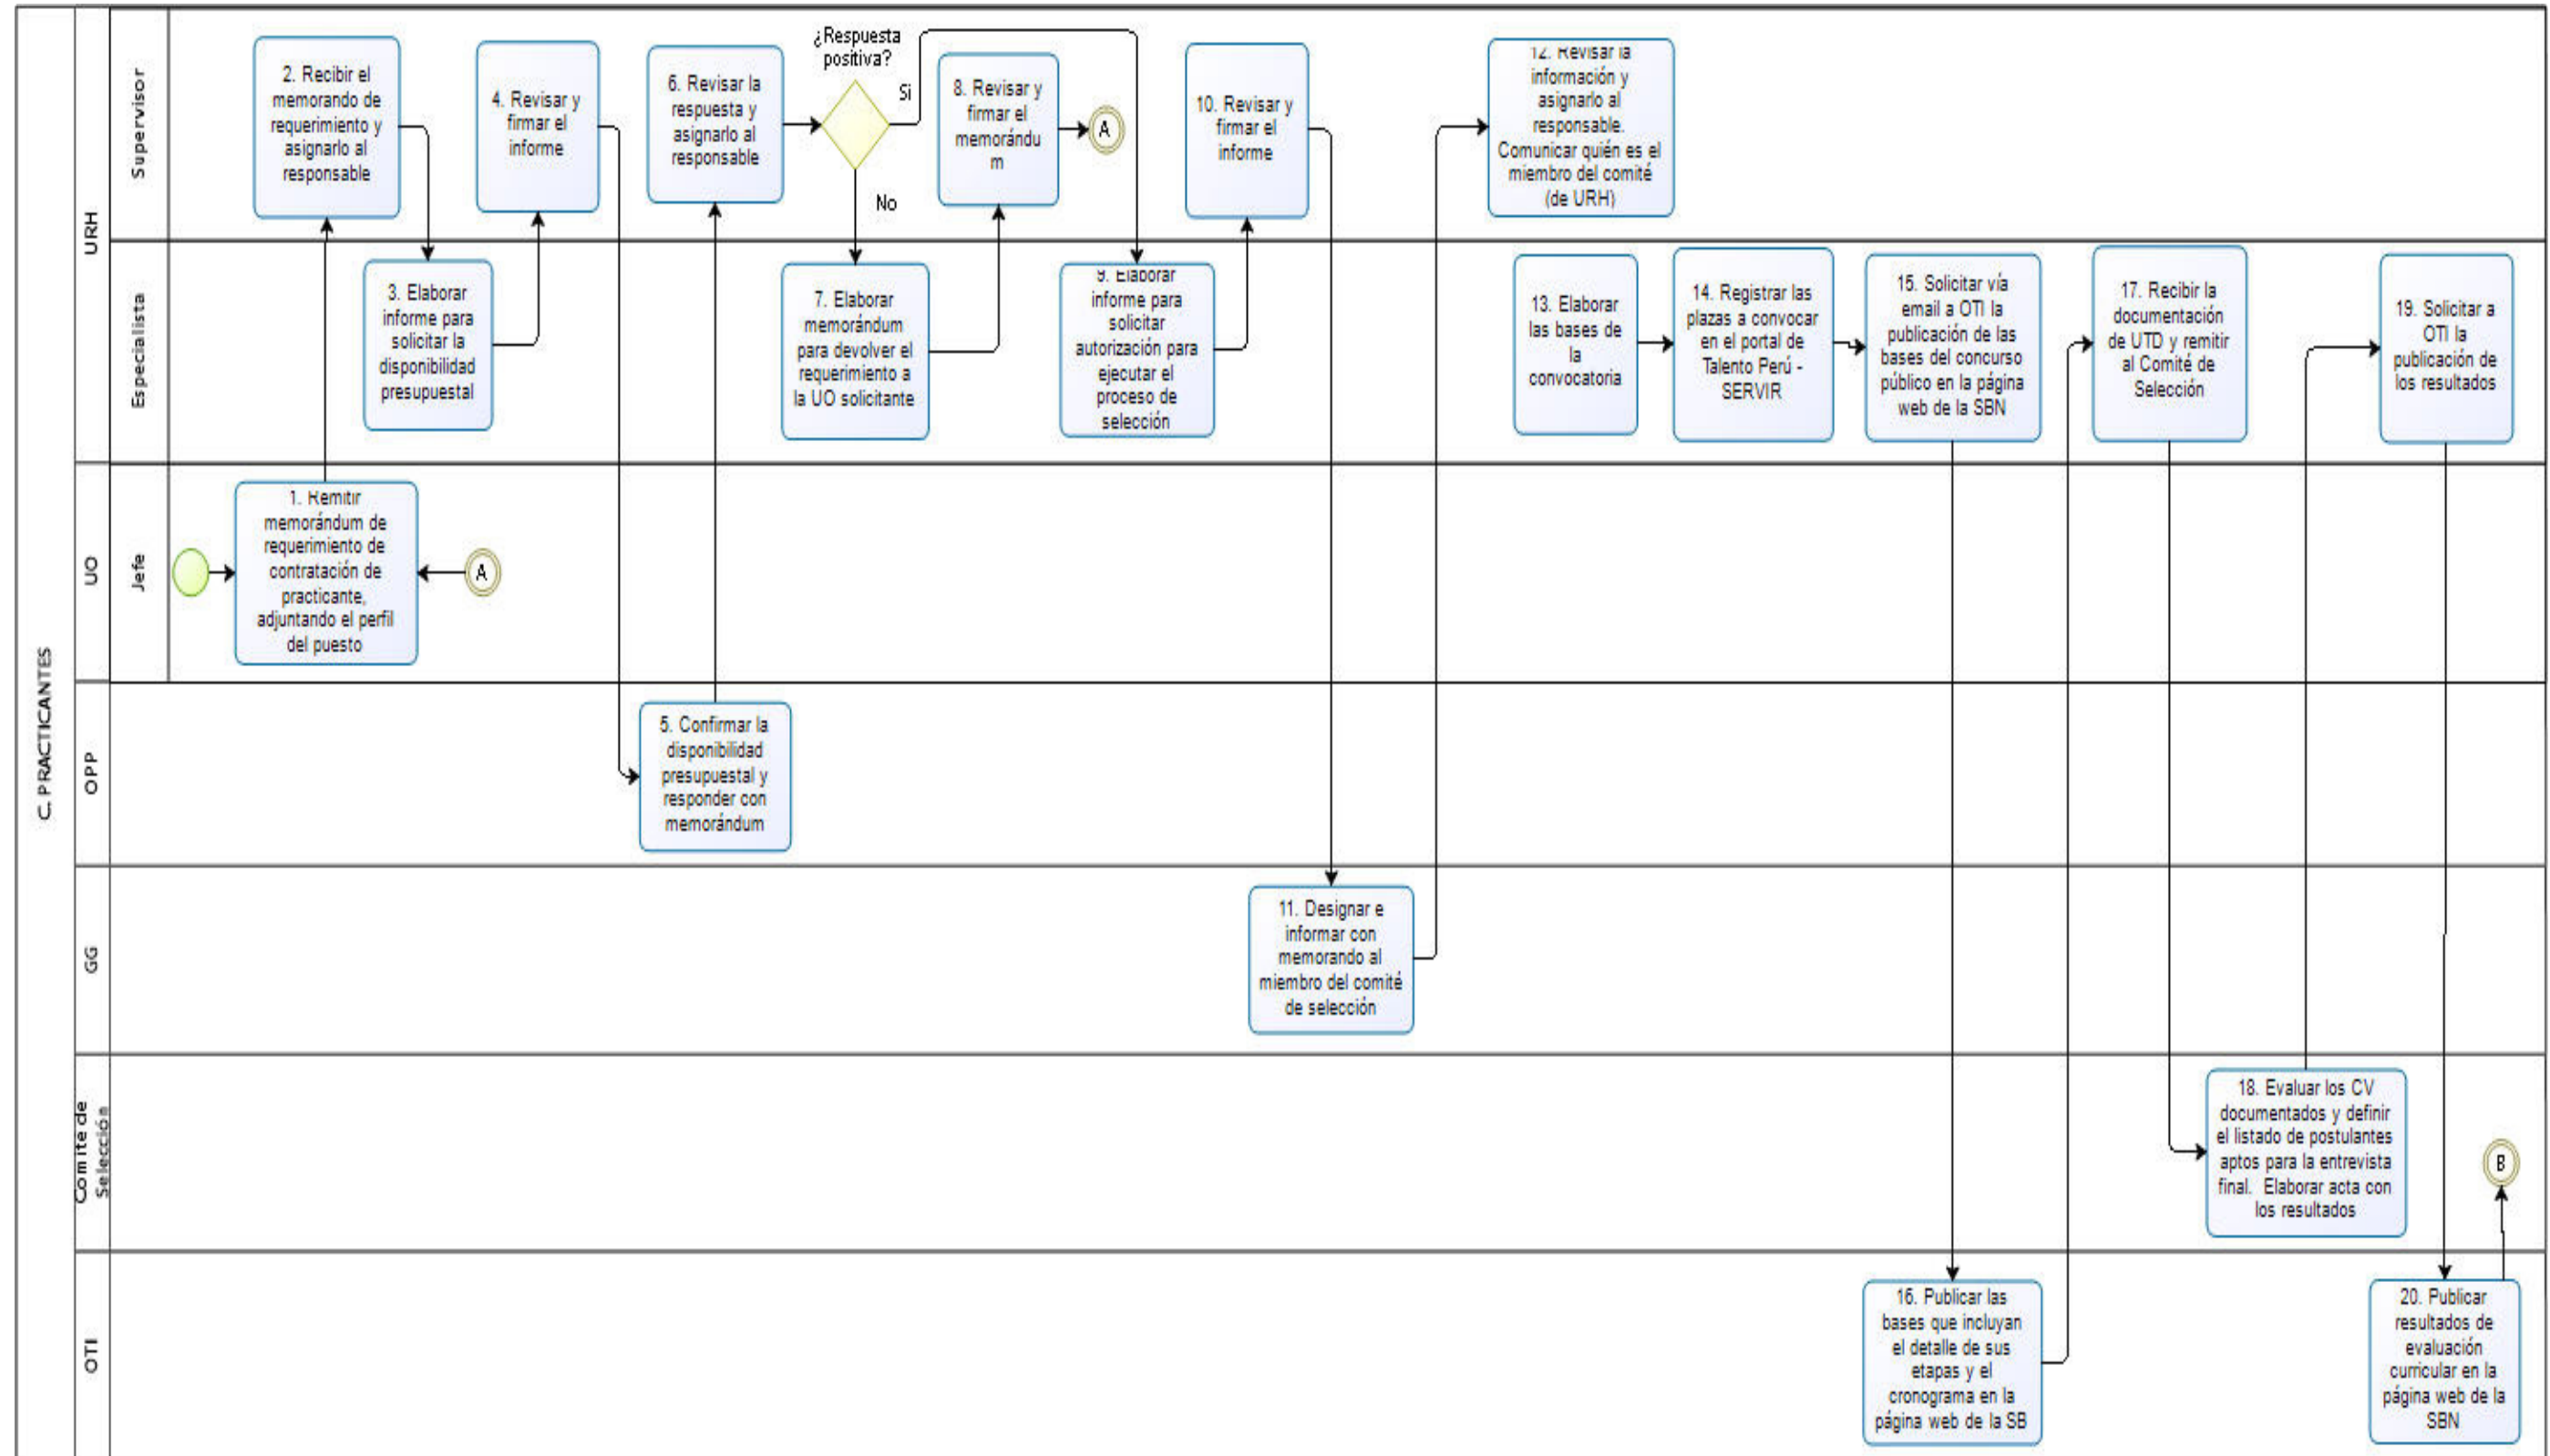 C. PRACTICANTES
URH
Supervisor
2. Recibir el
memorando de
requerimiento y
asignarlo al
responsable
4. Revisar y
firmar el
informe
6. Revisar la
respuesta y
asignarlo al
responsable
¿Respuesta
positiva?
Si
No
8. Revisar y
firmar el
memorándu
m
A
10. Revisar y
firmar el
informe
12. Revisar la
información y
asignarlo al
responsable.
Comunicar quién es el
miembro del comité
(de URH)
Especialista
3. Elaborar
informe para
solicitar la
disponibilidad
presupuestal
7. Elaborar
memorándum
para devolver el
requerimiento a
la UO solicitante
9. Elaborar
informe para
solicitar
autorización para
ejecutar el
proceso de
selección
13. Elaborar
las bases de
la
convocatoria
14. Registrar las
plazas a convocar
en el portal de
Talento Perú -
SERVIR
15. Solicitar vía
email a OTI la
publicación de las
bases del concurso
público en la página
web de la SBN
17. Recibir la
documentación
de UTD y remitir
al Comité de
Selección
19. Solicitar a
OTI la
publicación de
los resultados
UO
Jefe
1. Remitir
memorándum de
requerimiento de
contratación de
practicante,
adjuntando el perfil
del puesto
A
OPP
5. Confirmar la
disponibilidad
presupuestal y
responder con
memorándum
GG
11. Designar e
informar con
memorando al
miembro del comité
de selección
Comité de
Selección
18. Evaluar los CV
documentados y definir
el listado de postulantes
aptos para la entrevista
final. Elaborar acta con
los resultados
B
OTI
16. Publicar las
bases que incluyan
el detalle de sus
etapas y el
cronograma en la
página web de la SB
20. Publicar
resultados de
evaluación
curricular en la
página web de la
SBN